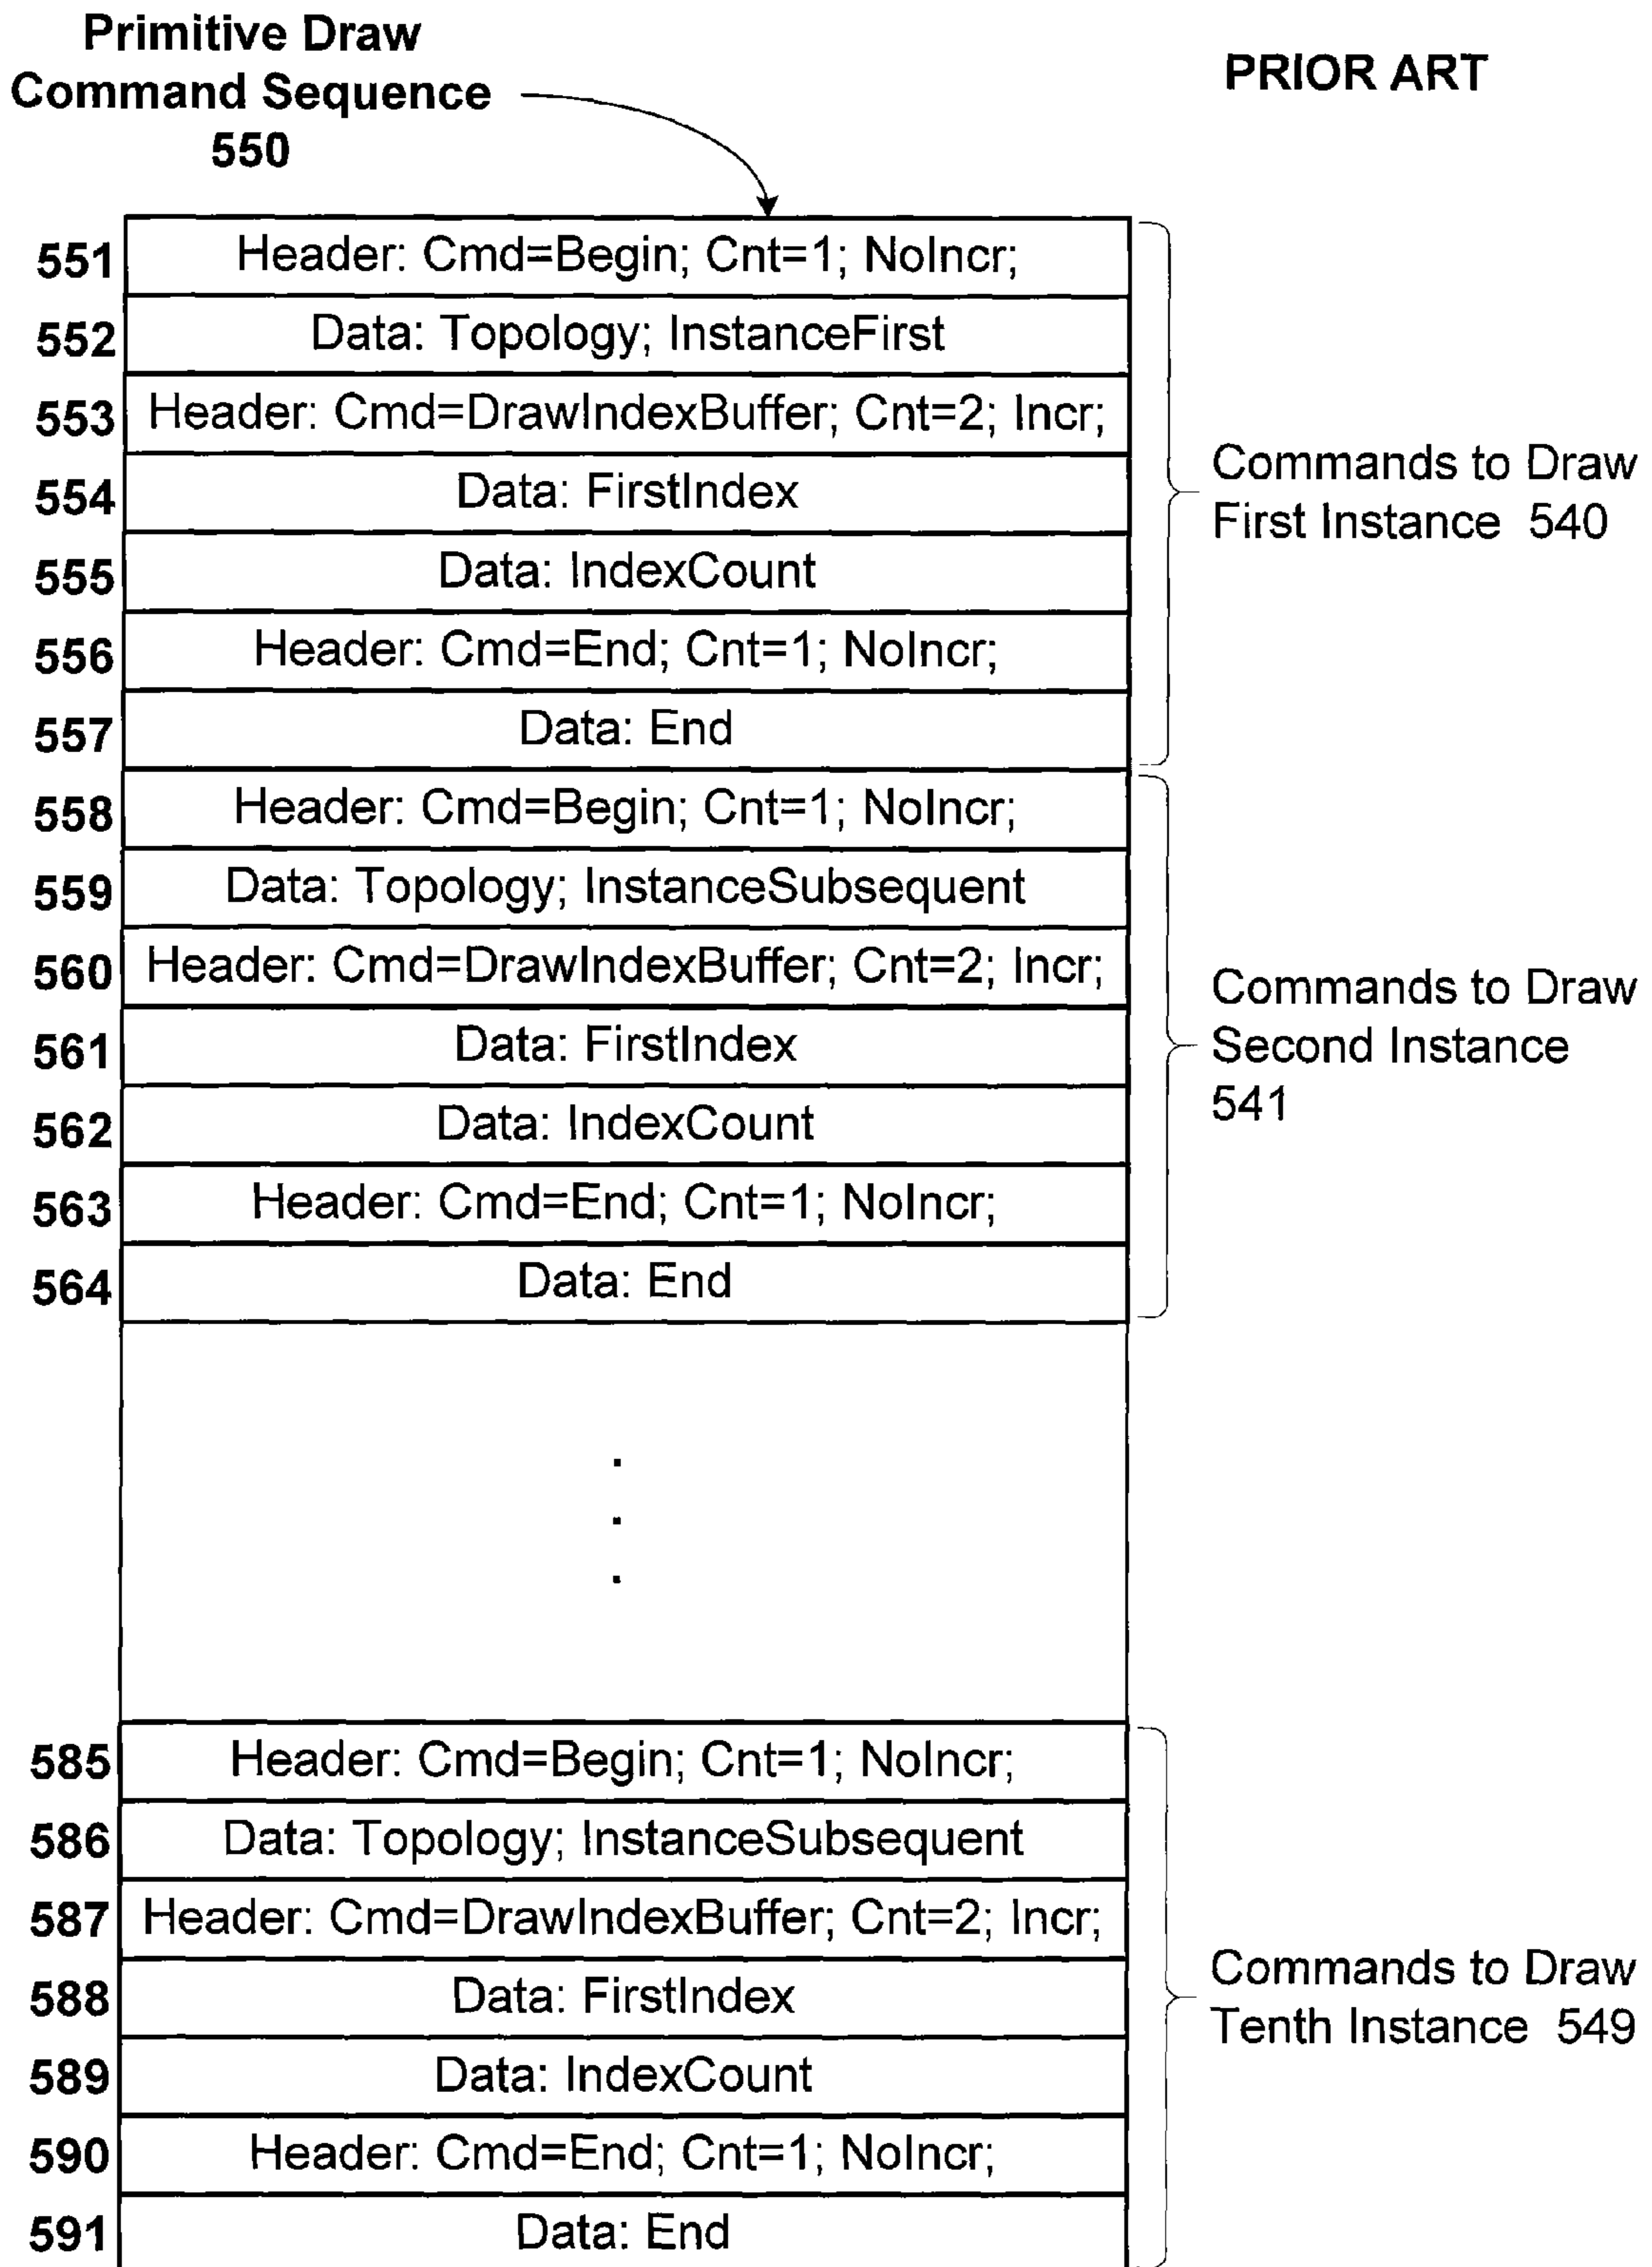 Primitive Draw
Command Sequence
550
PRIOR ART
551 Header: Cmd=Begin; Cnt=1; NoIncr;
552 Data: Topology; InstanceFirst
553 Header: Cmd=DrawIndexBuffer; Cnt=2; Incr;
554 Data: FirstIndex
555 Data: IndexCount
556 Header: Cmd=End; Cnt=1; NoIncr;
557 Data: End
Commands to Draw
First Instance 540
558 Header: Cmd=Begin; Cnt=1; NoIncr;
559 Data: Topology; InstanceSubsequent
560 Header: Cmd=DrawIndexBuffer; Cnt=2; Incr;
561 Data: FirstIndex
562 Data: IndexCount
563 Header: Cmd=End; Cnt=1; NoIncr;
564 Data: End
Commands to Draw
Second Instance
541
.
.
.
585 Header: Cmd=Begin; Cnt=1; NoIncr;
586 Data: Topology; InstanceSubsequent
587 Header: Cmd=DrawIndexBuffer; Cnt=2; Incr;
588 Data: FirstIndex
589 Data: IndexCount
590 Header: Cmd=End; Cnt=1; NoIncr;
591 Data: End
Commands to Draw
Tenth Instance 549